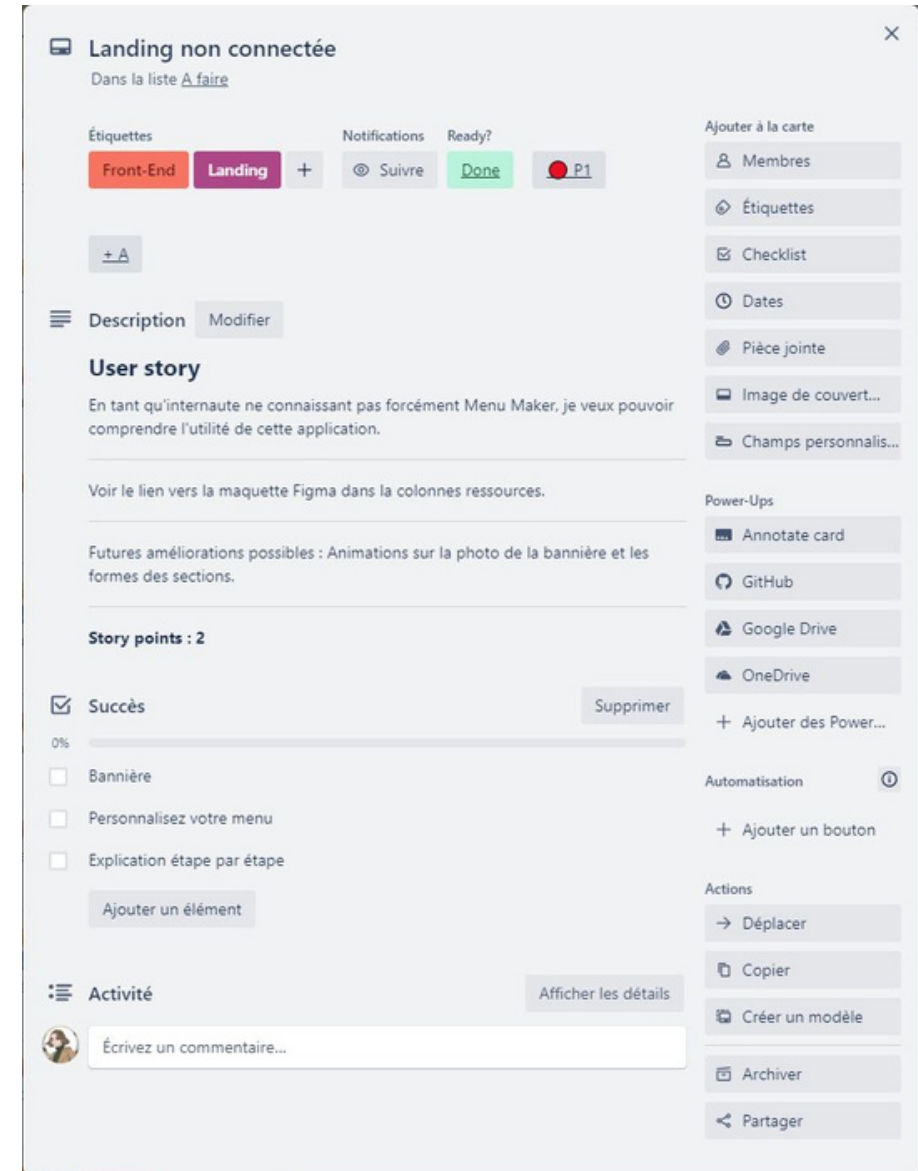 Landing non connectée
Dans la liste A faire
Étiquettes
Notifications
Ready?
Front-End
Landing
+
Suivre
Done
P1
+ A
Description
Modifier
User story
En tant qu'internaute ne connaissant pas forcément Menu Maker, je veux pouvoir
comprendre l'utilité de cette application.
Voir le lien vers la maquette Figma dans la colonnes ressources.
Futures améliorations possibles : Animations sur la photo de la bannière et les
formes des sections.
Story points : 2
Succès
Supprimer
0%
Bannière
Personnalisez votre menu
Explication étape par étape
Ajouter un élément
Activité
Afficher les détails
Écrivez un commentaire...
Ajouter à la carte
Membres
Étiquettes
Checklist
Dates
Pièce jointe
Image de couvert...
Champs personnalis...
Power-Ups
Annotate card
GitHub
Google Drive
OneDrive
+ Ajouter des Power...
Automatisation
+ Ajouter un bouton
Actions
Déplacer
Copier
Créer un modèle
Archiver
Partager